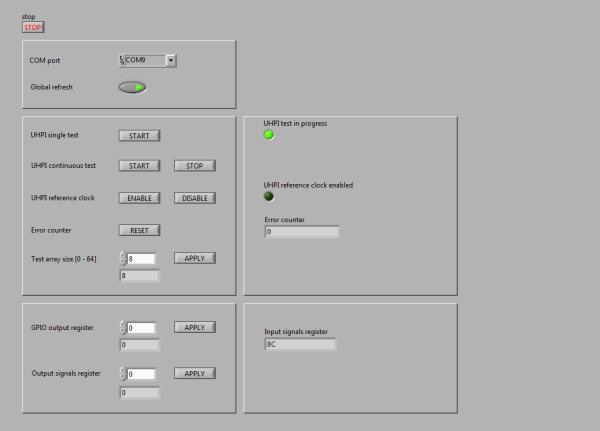 stop
STOP
COM port COM9
Global refresh
UHPI single test START
UHPI continuous test START STOP
UHPI reference clock ENABLE DISABLE
Error counter RESET
Test array size [0 - 64] 8 APPLY
8
UHPI test in progress
UHPI reference clock enabled
Error counter
0
GPIO output register 0 APPLY
0
Output signals register 0 APPLY
0
Input signals register
8C